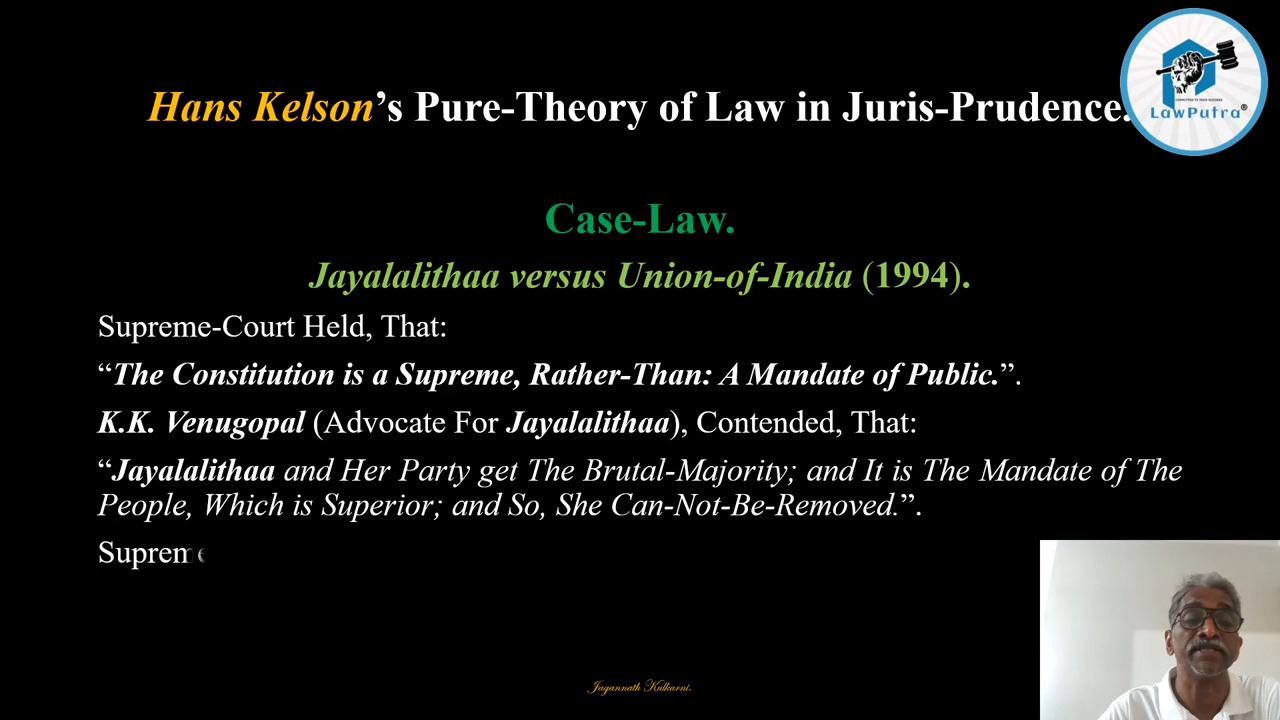 Hans Kelson’s Pure-Theory of Law in Juris-Prudence.
LawPutra®
Case-Law.
Jayalalithaa versus Union-of-India (1994).
Supreme-Court Held, That:
“The Constitution is a Supreme, Rather-Than: A Mandate of Public.”.
K.K. Venugopal (Advocate For Jayalalithaa), Contended, That:
“Jayalalithaa and Her Party get The Brutal-Majority; and It is The Mandate of The
People, Which is Superior; and So, She Can-Not-Be-Removed.”.
Supreme
Jagannath Kulkarni.